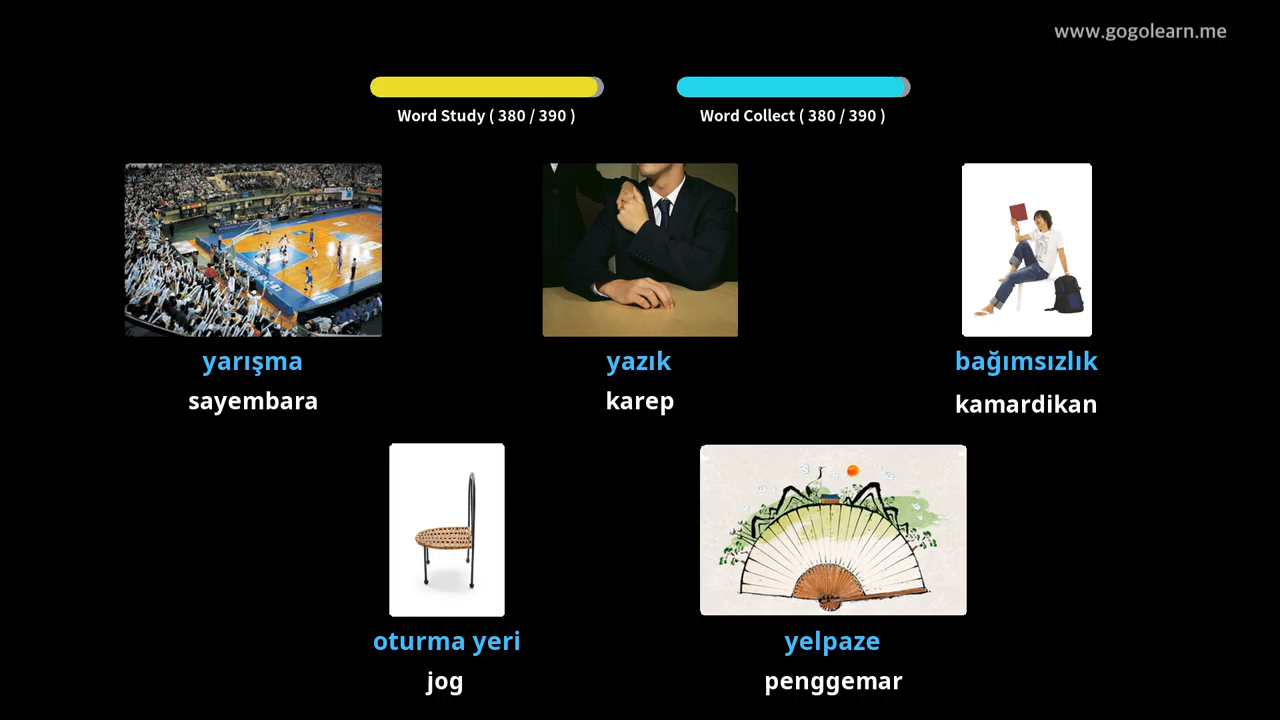 www.gogolearn.me
Word Study ( 380 / 390 )
Word Collect ( 380 / 390 )
yarışma
sayembara
yazık
karep
bağımsızlık
kamardikan
oturma yeri
jog
yelpaze
penggemar